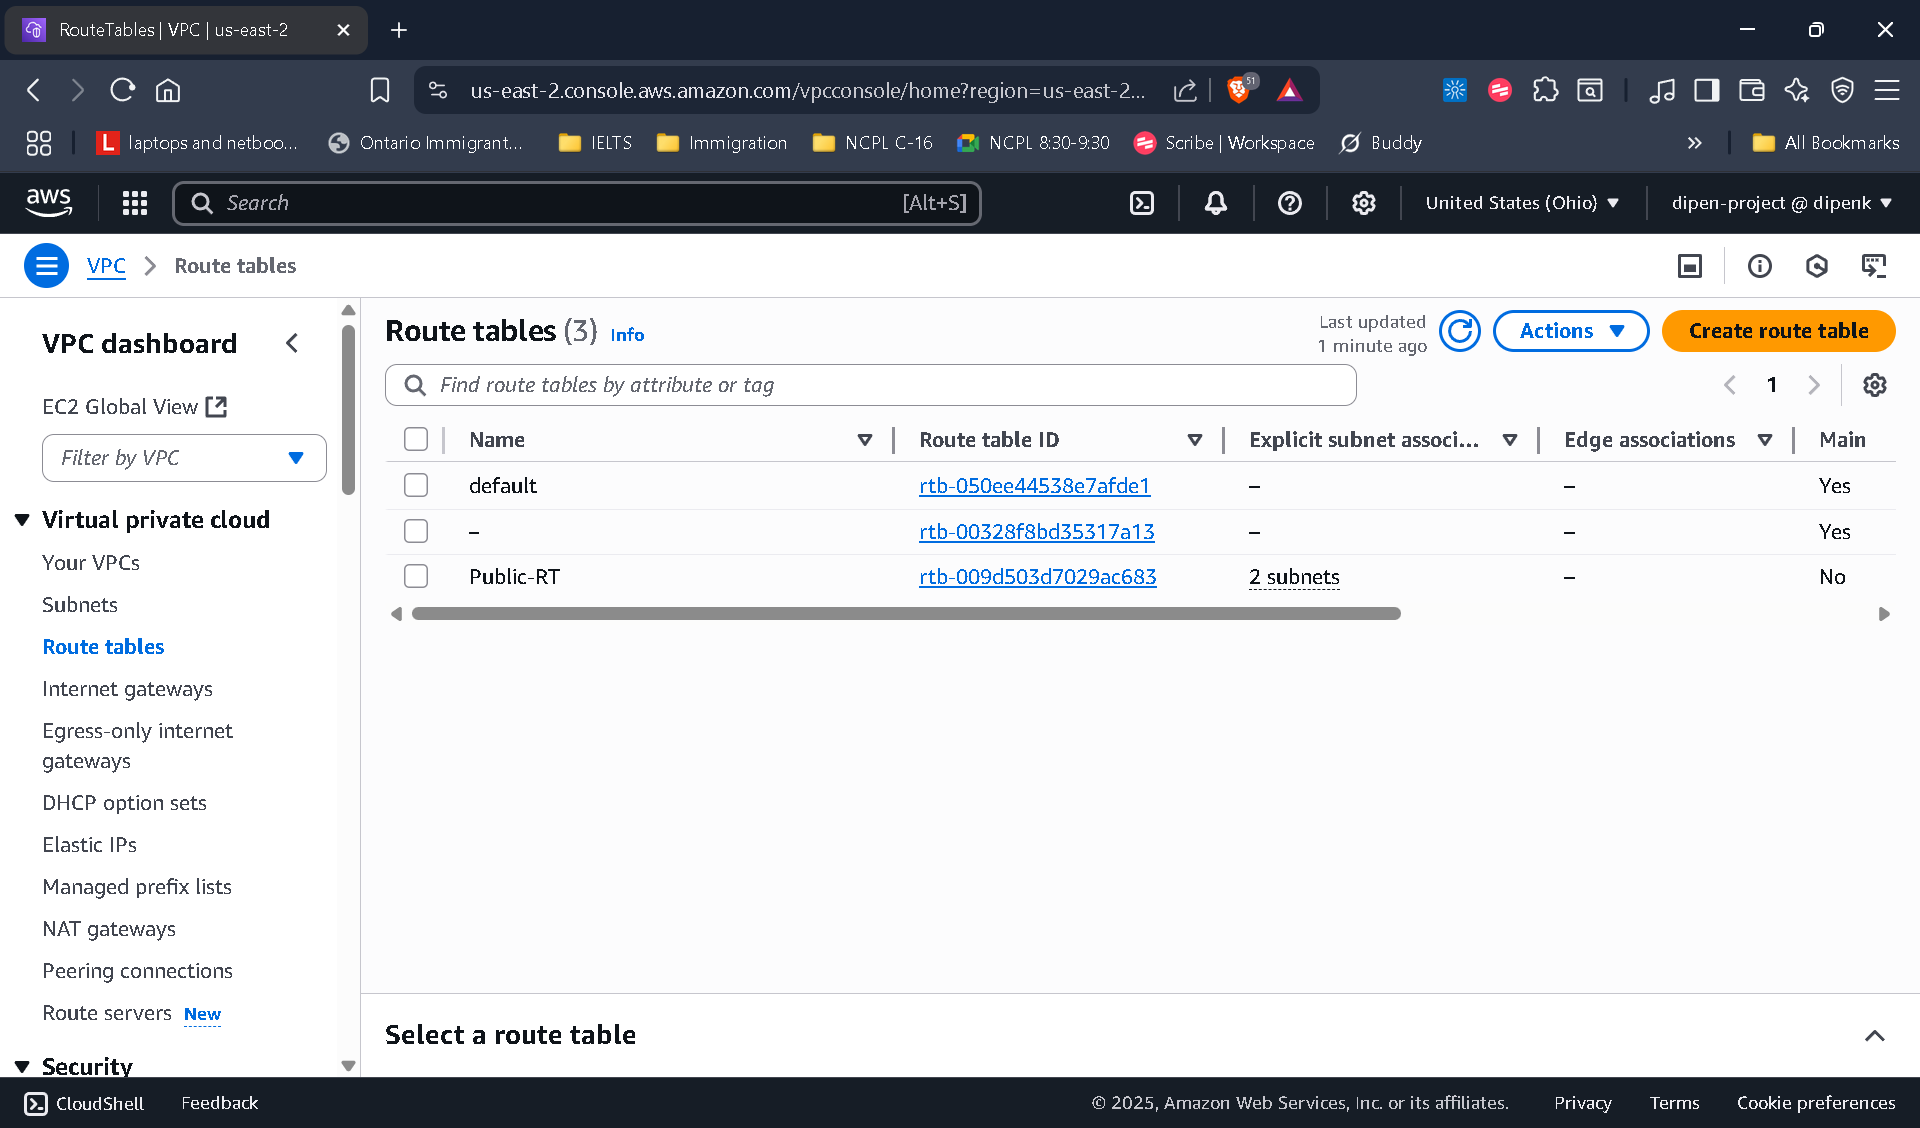 RouteTables | VPC | us-east-2
us-east-2.console.aws.amazon.com/vpcconsole/home?region=us-east-2...
51
laptops and netboo...
Ontario Immigrant...
IELTS
Immigration
NCPL C-16
NCPL 8:30-9:30
Scribe | Workspace
Buddy
All Bookmarks
aws
Search
[Alt+S]
United States (Ohio)
dipen-project @ dipenk
VPC
Route tables
VPC dashboard
EC2 Global View
Filter by VPC
Virtual private cloud
Your VPCs
Subnets
Route tables
Internet gateways
Egress-only internet
gateways
DHCP option sets
Elastic IPs
Managed prefix lists
NAT gateways
Peering connections
Route servers New
Security
Route tables (3) Info
Last updated
1 minute ago
Actions
Create route table
Find route tables by attribute or tag
1
Name Route table ID Explicit subnet associ... Edge associations Main
default rtb-050ee44538e7afde1 – – Yes
– rtb-00328f8bd35317a13 – – Yes
Public-RT rtb-009d503d7029ac683 2 subnets – No
Select a route table
CloudShell
Feedback
© 2025, Amazon Web Services, Inc. or its affiliates.
Privacy
Terms
Cookie preferences